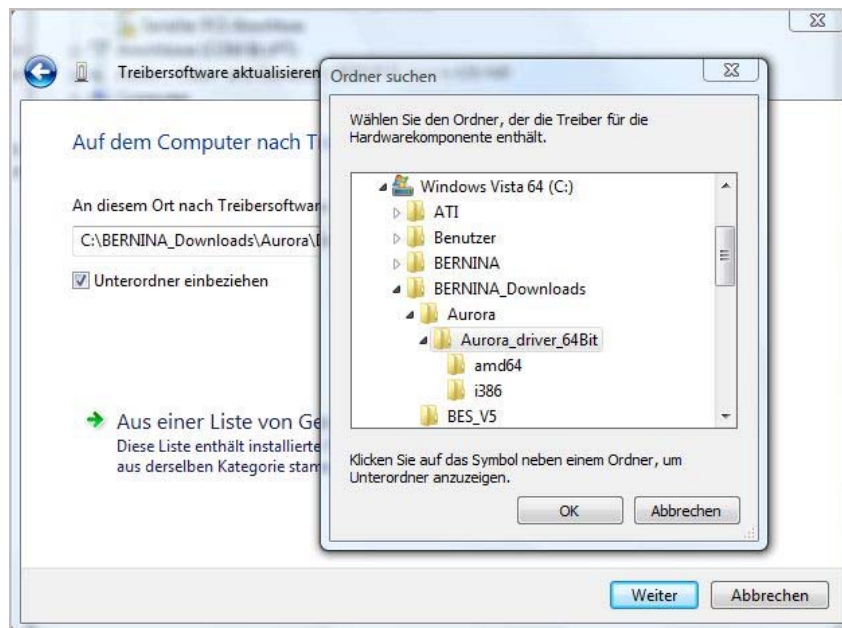 Treibersoftware aktualisieren
Auf dem Computer nach T
An diesem Ort nach Treibersoftwar
C:\BERNINA_Downloads\Aurora\
Unterordner einbeziehen
Aus einer Liste von Ge
Diese Liste enthält installierte
aus derselben Kategorie stam
Weiter
Abbrechen
Ordner suchen
Wählen Sie den Ordner, der die Treiber für die
Hardwarekomponente enthält.
Windows Vista 64 (C:)
ATI
Benutzer
BERNINA
BERNINA_Downloads
Aurora
Aurora_driver_64Bit
amd64
i386
BES_V5
Klicken Sie auf das Symbol neben einem Ordner, um
Unterordner anzuzeigen.
OK
Abbrechen